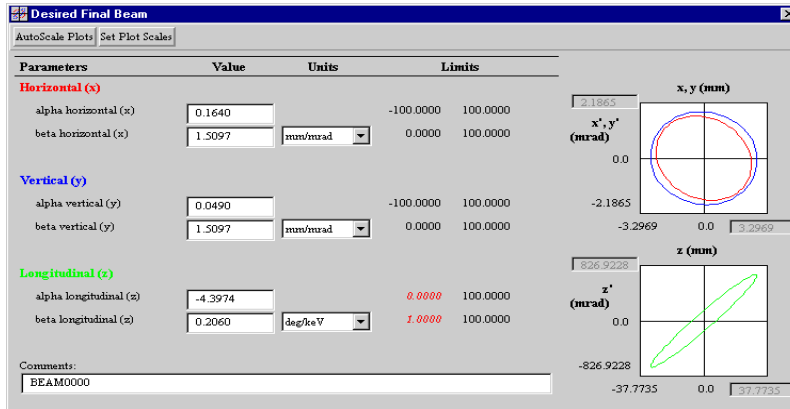 Desired Final Beam
AutoScale Plots Set Plot Scales
Parameters Value Units Limits
Horizontal (x)
alpha horizontal (x) 0.1640 -100.0000 100.0000
beta horizontal (x) 1.5097 mm/mrad 0.0000 100.0000
Vertical (y)
alpha vertical (y) 0.0490 -100.0000 100.0000
beta vertical (y) 1.5097 mm/mrad 0.0000 100.0000
Longitudinal (z)
alpha longitudinal (z) -4.3974 0.0000 100.0000
beta longitudinal (z) 0.2060 deg/keV 1.0000 100.0000
Comments:
BEAM0000
x, y (mm)
2.1865
x', y'
(mrad)
0.0
-2.1865
-3.2969 0.0 3.2969
z (mm)
826.9228
z'
(mrad)
0.0
-826.9228
-37.7735 0.0 37.7735